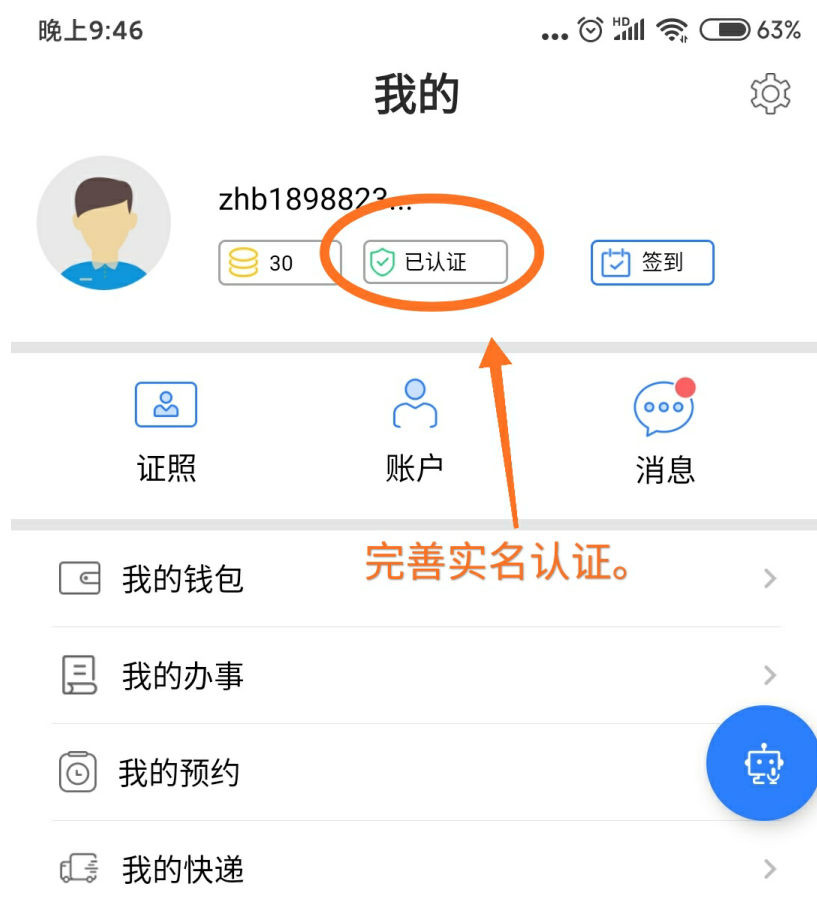 晚上9:46
HD
63%
我的
zhb1898823...
30
已认证
签到
证照
账户
消息
完善实名认证。
我的钱包
我的办事
我的预约
我的快递